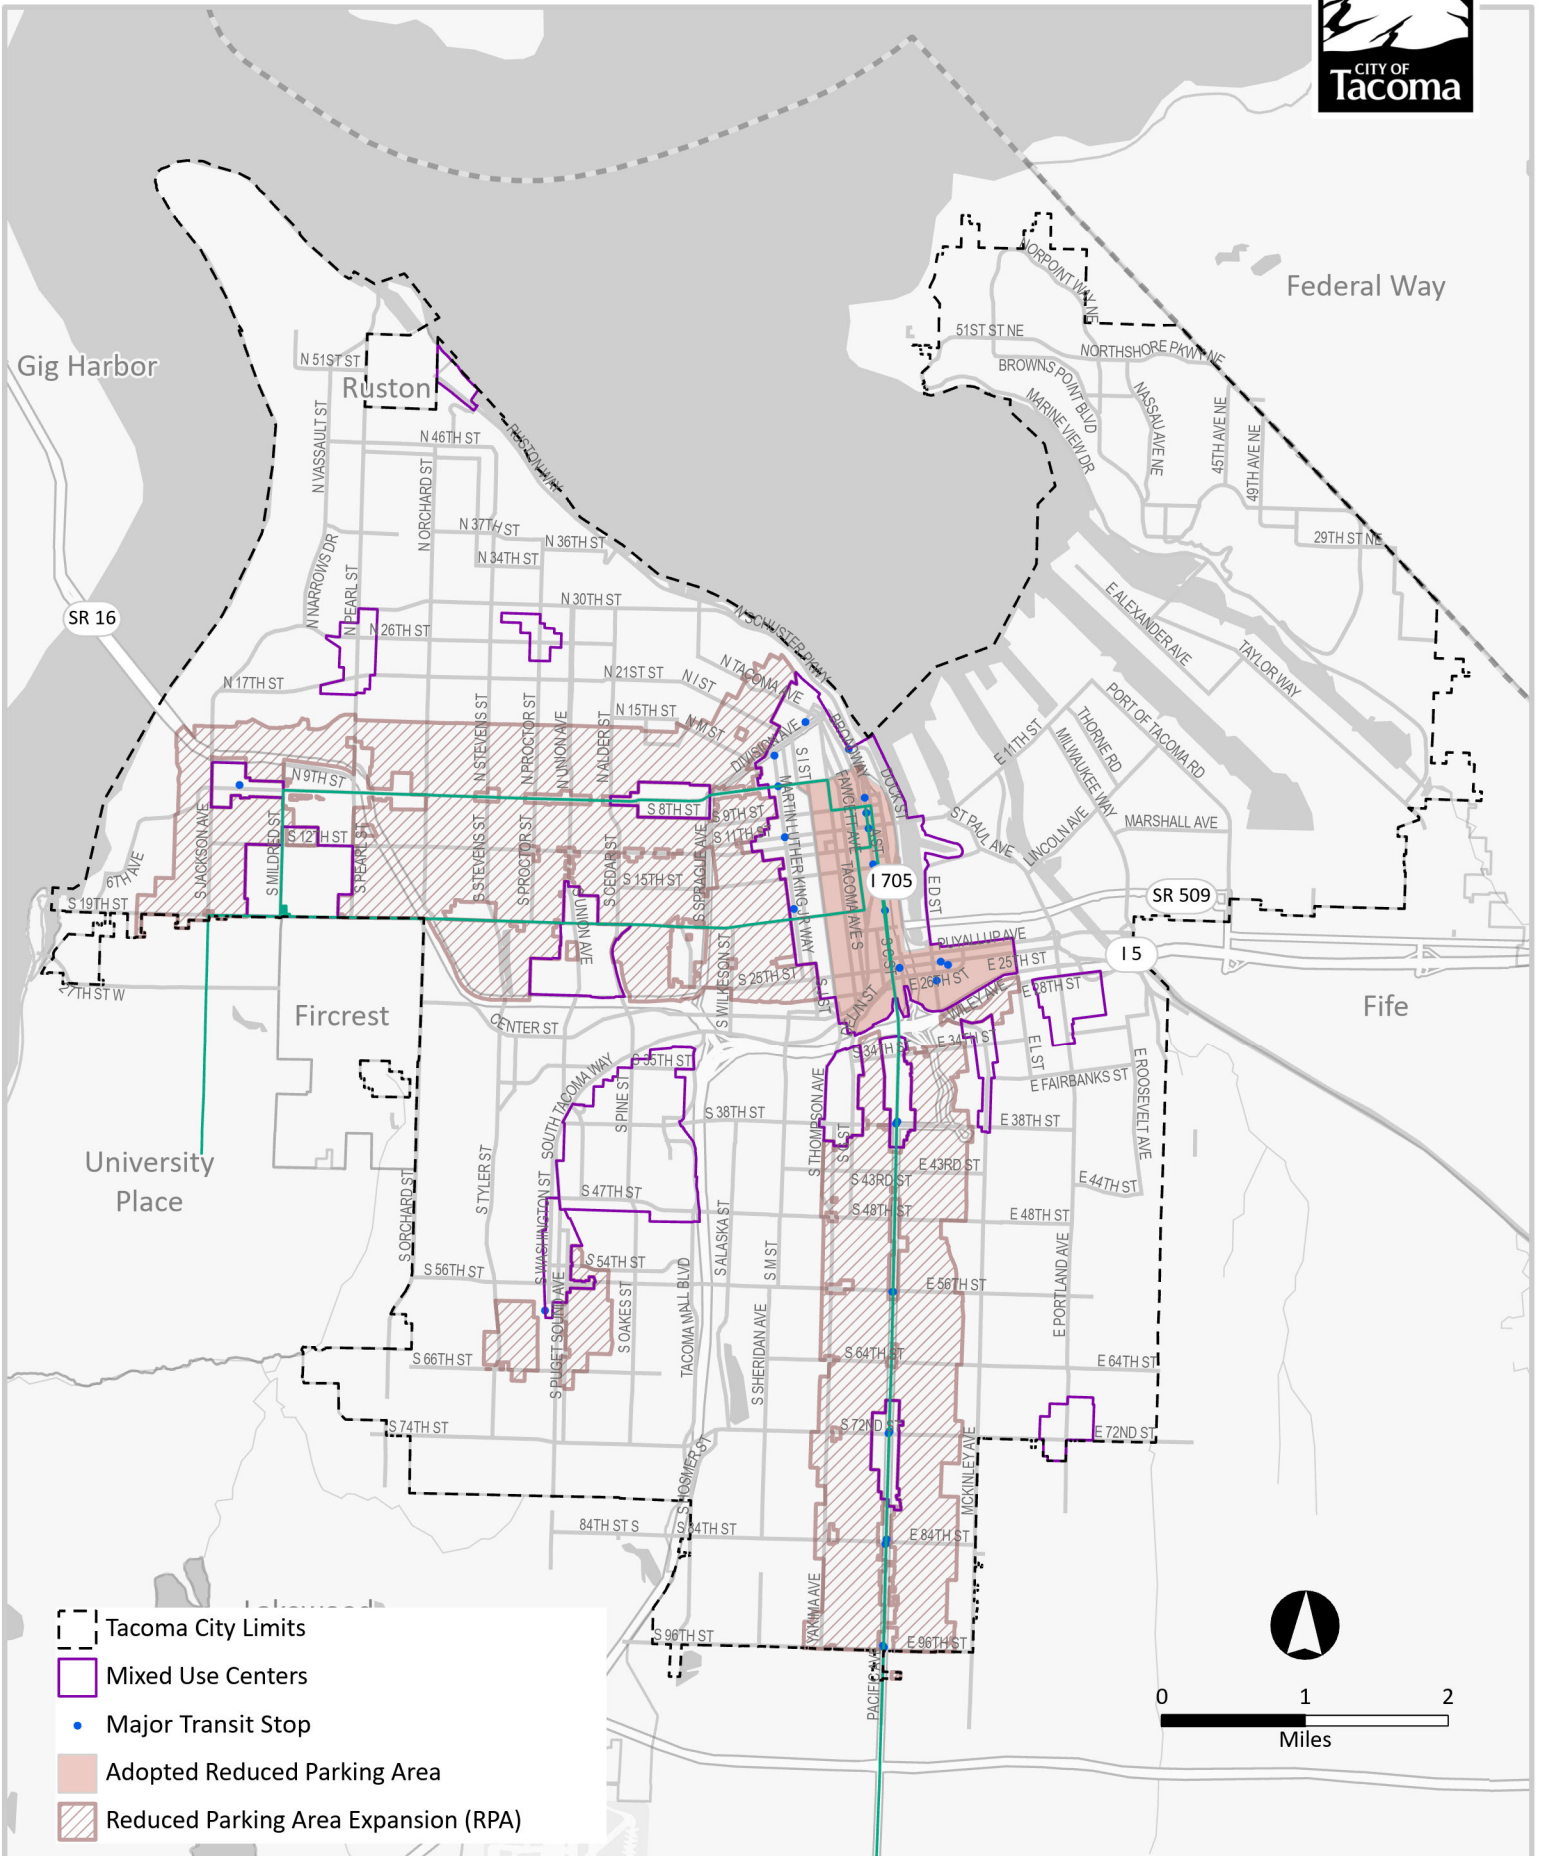 CITY OF
Tacoma
Federal Way
Gig Harbor
Ruston
SR 16
NORPOINT WAY NE
51ST ST NE
NORTHSHORE PKWY NE
BROWNS POINT BLVD
MARINE VIEW DR
NASSAU AVE NE
45TH AVE NE
49TH AVE NE
29TH ST NE
N 51ST ST
N VASSAULT ST
N 46TH ST
RUSTON WAY
N ORCHARD ST
N 37TH ST
N 36TH ST
N 34TH ST
N NARROWS DR
N PEARL ST
N 30TH ST
N 26TH ST
N SCHUSTER PKWY
N 21ST ST
N I ST
N TACOMA AVE
N 17TH ST
N 15TH ST
N M ST
N STEVENS ST
N PROCTOR ST
N UNION AVE
N ALDER ST
DIVISION AVE
BROADWAY
S I ST
DOCK ST
FAWCETT AVE
E ALEXANDER AVE
TAYLOR WAY
PORT OF TACOMA RD
THORNE RD
MILWAUKEE WAY
E 11TH ST
ST PAUL AVE
LINCOLN AVE
MARSHALL AVE
N 9TH ST
S 8TH ST
S 9TH ST
S 11TH ST
S 12TH ST
S 15TH ST
6TH AVE
S JACKSON AVE
S MILDRED ST
S PEARL ST
S STEVENS ST
S PROCTOR ST
S UNION AVE
S CEDAR ST
S SPRAGUE AVE
MARTIN LUTHER KING JR WAY
TACOMA AVE S
I 705
E D ST
SR 509
I 5
S 19TH ST
27TH ST W
PUYALLUP AVE
E 25TH ST
E 26TH ST
E 28TH ST
WILEY AVE
S C ST
S J ST
S 25TH ST
S WILKESON ST
Fircrest
Fife
CENTER ST
S 34TH ST
E 34TH ST
E L ST
E FAIRBANKS ST
E ROOSEVELT AVE
SOUTH TACOMA WAY
S 35TH ST
S PINE ST
S 38TH ST
E 38TH ST
S THOMPSON AVE
University
Place
S TYLER ST
S WASHINGTON ST
S 47TH ST
S 43RD ST
E 43RD ST
E 44TH ST
S 48TH ST
E 48TH ST
S ORCHARD ST
S ALASKA ST
S M ST
S 54TH ST
S 56TH ST
E 56TH ST
E PORTLAND AVE
S PUGET SOUND AVE
S OAKES ST
TACOMA MALL BLVD
S SHERIDAN AVE
S 64TH ST
E 64TH ST
S 66TH ST
S 72ND ST
E 72ND ST
S 74TH ST
S HOSMER ST
MCKINLEY AVE
84TH ST S
S 84TH ST
E 84TH ST
YAKIMA AVE
S 96TH ST
E 96TH ST
PACIFIC AVE
Lakewood
Tacoma City Limits
Mixed Use Centers
Major Transit Stop
Adopted Reduced Parking Area
Reduced Parking Area Expansion (RPA)
0 1 2
Miles